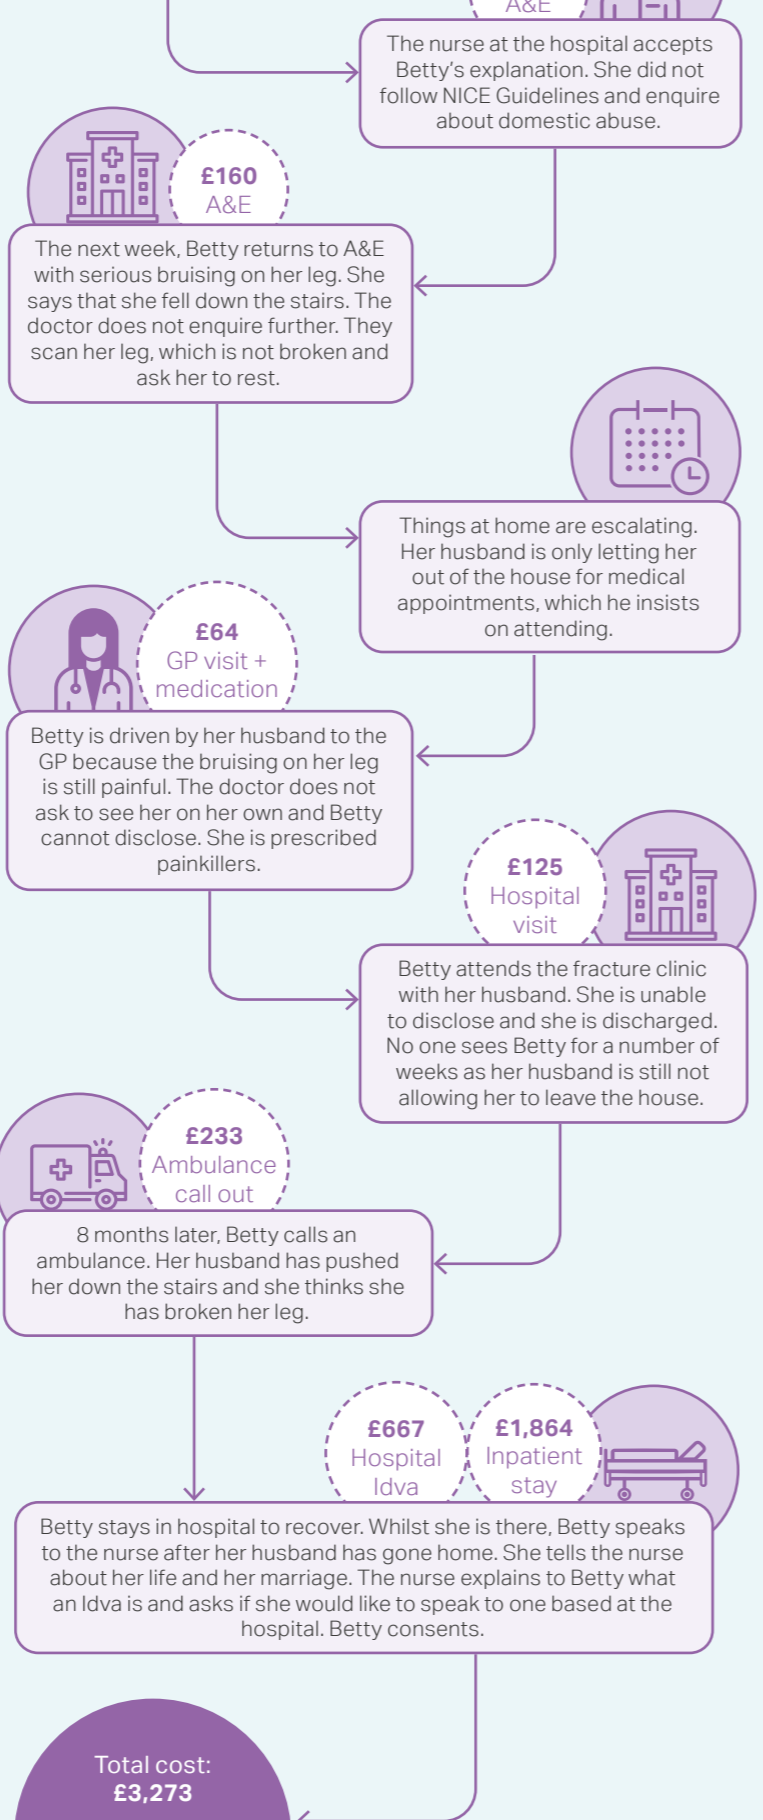 A&E
The nurse at the hospital accepts
Betty's explanation. She did not
follow NICE Guidelines and enquire
about domestic abuse.
£160
A&E
The next week, Betty returns to A&E
with serious bruising on her leg. She
says that she fell down the stairs. The
doctor does not enquire further. They
scan her leg, which is not broken and
ask her to rest.
Things at home are escalating.
Her husband is only letting her
out of the house for medical
appointments, which he insists
on attending.
£64
GP visit +
medication
Betty is driven by her husband to the
GP because the bruising on her leg
is still painful. The doctor does not
ask to see her on her own and Betty
cannot disclose. She is prescribed
painkillers.
£125
Hospital
visit
Betty attends the fracture clinic
with her husband. She is unable
to disclose and she is discharged.
No one sees Betty for a number of
weeks as her husband is still not
allowing her to leave the house.
£233
Ambulance
call out
8 months later, Betty calls an
ambulance. Her husband has pushed
her down the stairs and she thinks she
has broken her leg.
£667
Hospital
Idva
£1,864
Inpatient
stay
Betty stays in hospital to recover. Whilst she is there, Betty speaks
to the nurse after her husband has gone home. She tells the nurse
about her life and her marriage. The nurse explains to Betty what
an Idva is and asks if she would like to speak to one based at the
hospital. Betty consents.
Total cost:
£3,273